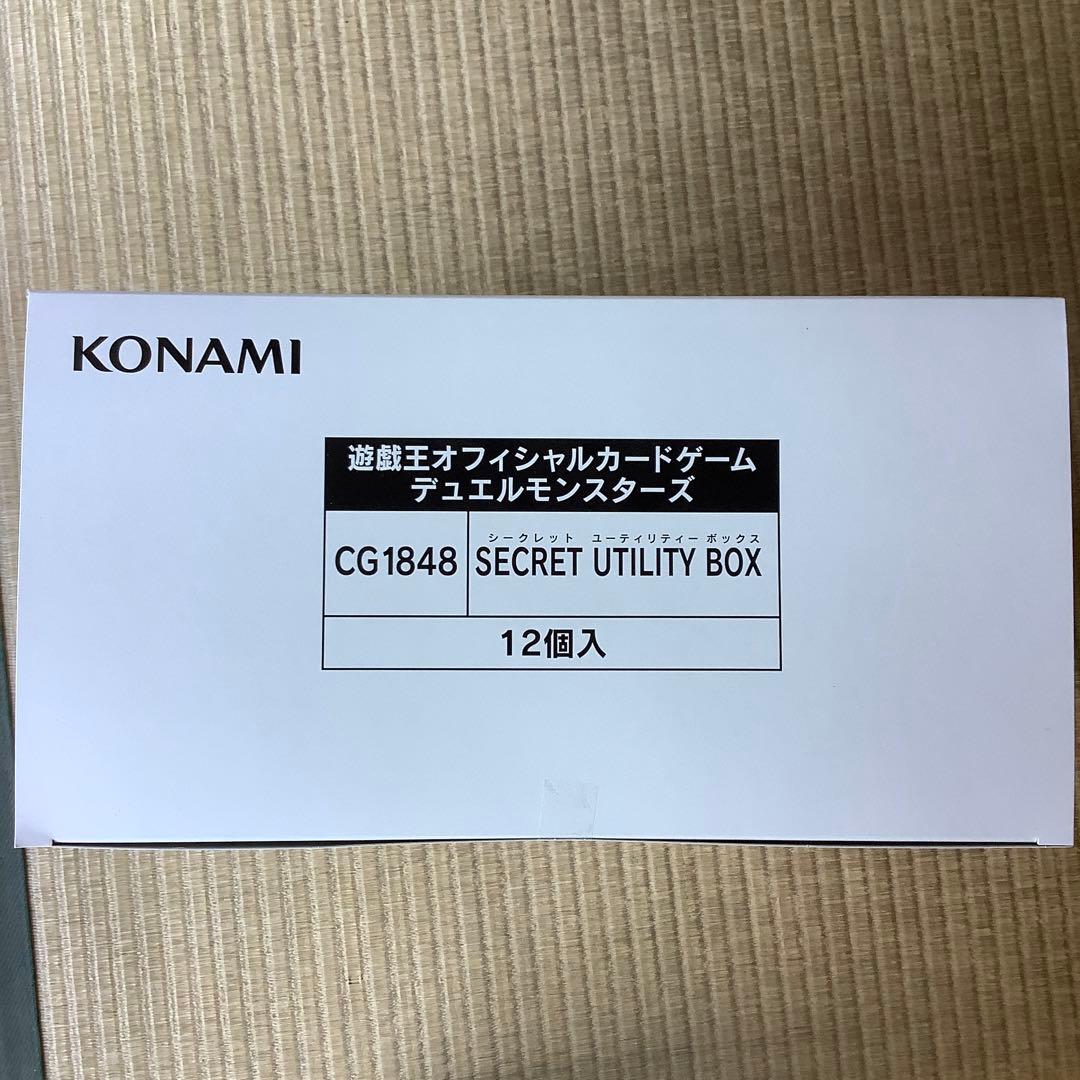 KONAMI
遊戯王オフィシャルカードゲーム
デュエルモンスターズ
CG1848
シークレット ユーティリティー ボックス
SECRET UTILITY BOX
12個入